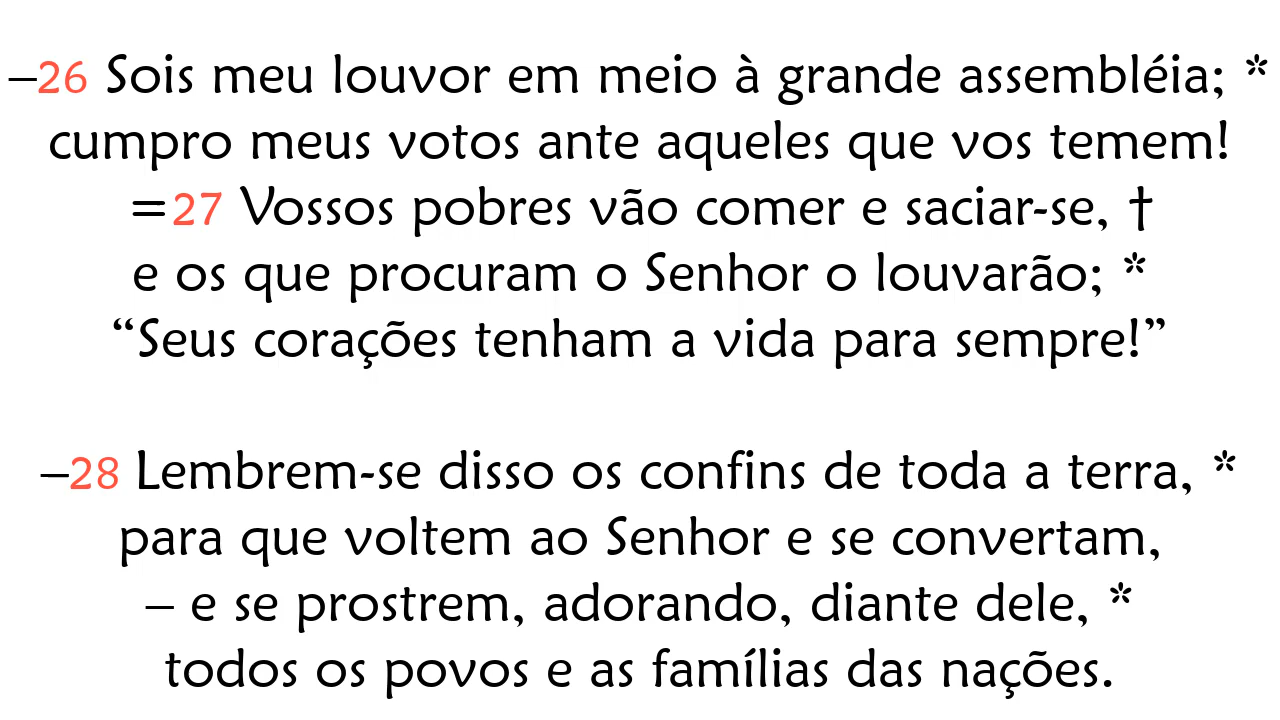 –26 Sois meu louvor em meio à grande assembléia; *
cumpro meus votos ante aqueles que vos temem!
=27 Vossos pobres vão comer e saciar-se, †
e os que procuram o Senhor o louvarão; *
“Seus corações tenham a vida para sempre!”
–28 Lembrem-se disso os confins de toda a terra, *
para que voltem ao Senhor e se convertam,
– e se prostrem, adorando, diante dele, *
todos os povos e as famílias das nações.